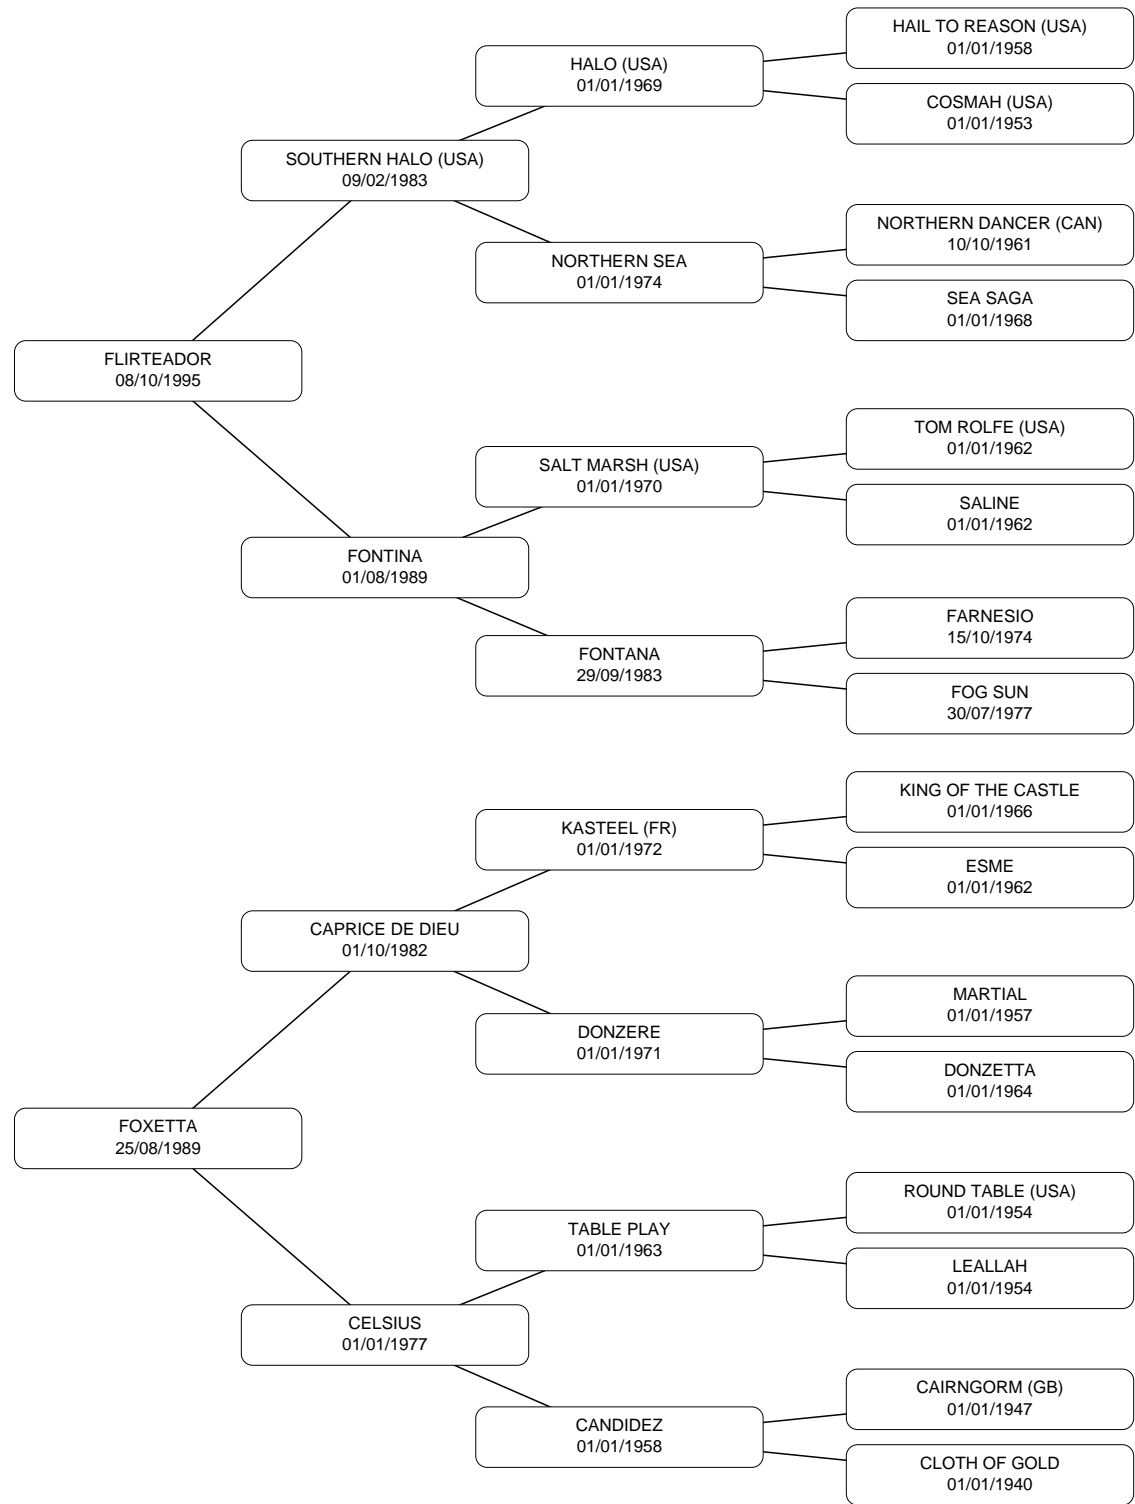 HAIL TO REASON (USA)
01/01/1958
HALO (USA)
01/01/1969
COSMAH (USA)
01/01/1953
SOUTHERN HALO (USA)
09/02/1983
NORTHERN DANCER (CAN)
10/10/1961
NORTHERN SEA
01/01/1974
SEA SAGA
01/01/1968
FLIRTEADOR
08/10/1995
TOM ROLFE (USA)
01/01/1962
SALT MARSH (USA)
01/01/1970
SALINE
01/01/1962
FONTINA
01/08/1989
FARNESIO
15/10/1974
FONTANA
29/09/1983
FOG SUN
30/07/1977
KING OF THE CASTLE
01/01/1966
KASTEEL (FR)
01/01/1972
ESME
01/01/1962
CAPRICE DE DIEU
01/10/1982
MARTIAL
01/01/1957
DONZERE
01/01/1971
DONZETTA
01/01/1964
FOXETTA
25/08/1989
ROUND TABLE (USA)
01/01/1954
TABLE PLAY
01/01/1963
LEALLAH
01/01/1954
CELSIUS
01/01/1977
CAIRNGORM (GB)
01/01/1947
CANDIDEZ
01/01/1958
CLOTH OF GOLD
01/01/1940